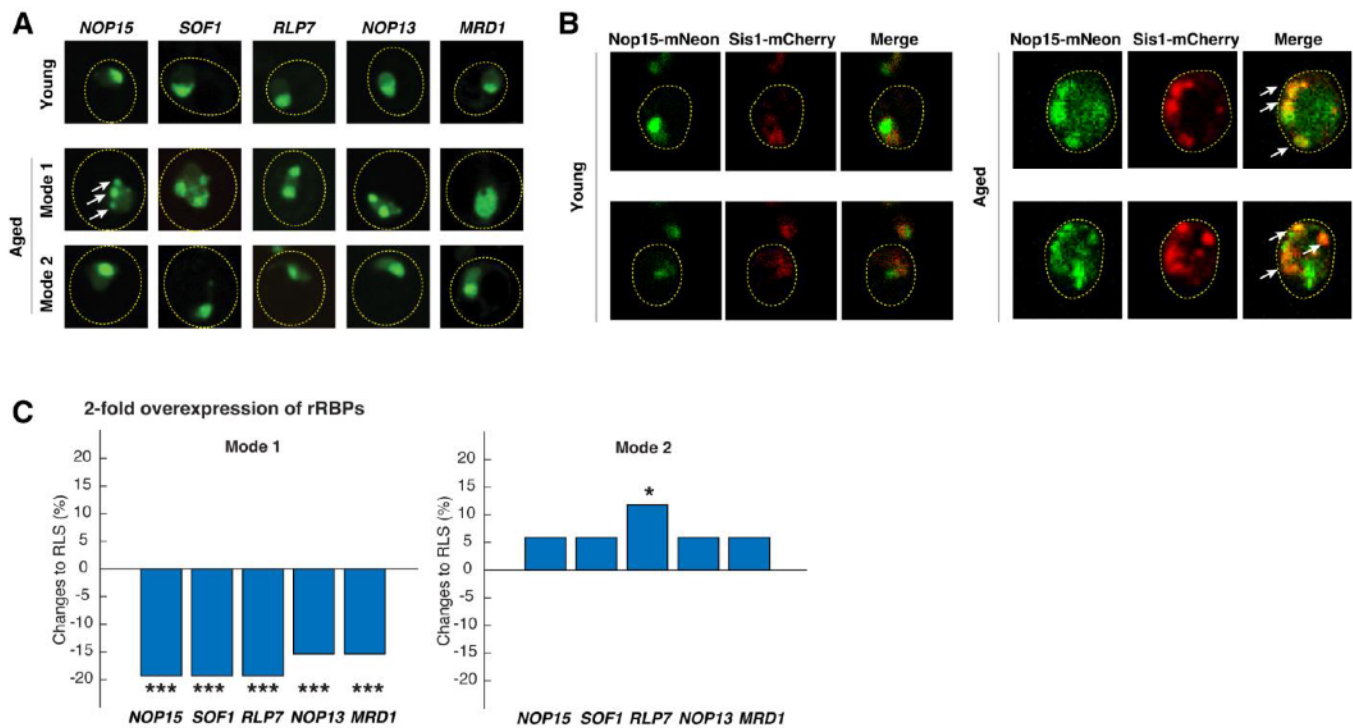 A
NOP15 SOF1 RLP7 NOP13 MRD1
Young
Aged
Mode 1
Mode 2
B
Nop15-mNeon Sis1-mCherry Merge
Young
Nop15-mNeon Sis1-mCherry Merge
Aged
C
2-fold overexpression of rRBPs
Mode 1
Changes to RLS (%)
20
15
10
5
0
-5
-10
-15
-20
*** *** *** *** ***
NOP15 SOF1 RLP7 NOP13 MRD1
Mode 2
Changes to RLS (%)
20
15
10
5
0
-5
-10
-15
-20
*
NOP15 SOF1 RLP7 NOP13 MRD1